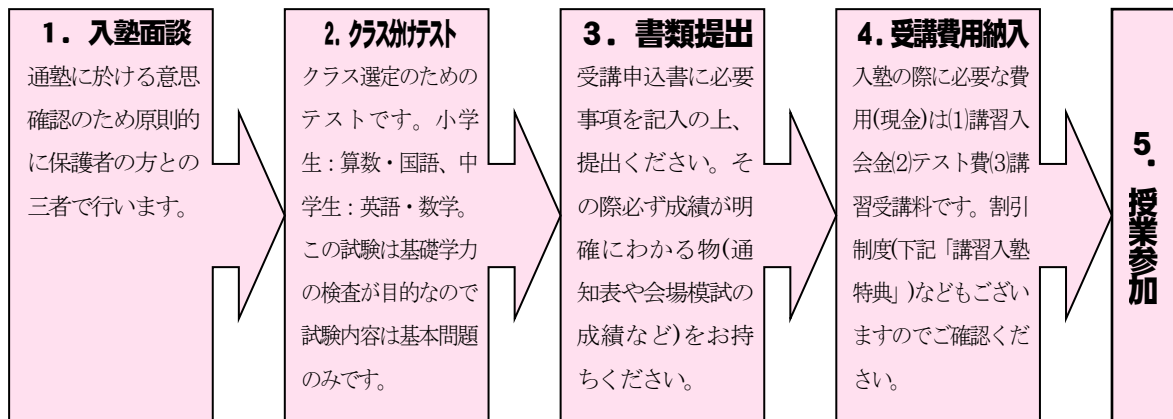 1．入塾面談
通塾に於ける意思
確認のため原則的
に保護者の方との
三者で行います。
2．クラス分けテスト
クラス選定のための
テストです。小学
生：算数・国語、中
学生：英語・数学。
この試験は基礎学力
の検査が目的なので
試験内容は基本問題
のみです。
3．書類提出
受講申込書に必要
事項を記入の上、
提出ください。そ
の際必ず成績が明
確にわかる物(通
知表や会場模試の
成績など)をお持
ちください。
4．受講費用納入
入塾の際に必要な費
用(現金)は⑴講習入
会金⑵テスト費⑶講
習受講料です。割引
制度(下記「講習入塾
特典」)などもござい
ますのでご確認くだ
さい。
5．授業参加